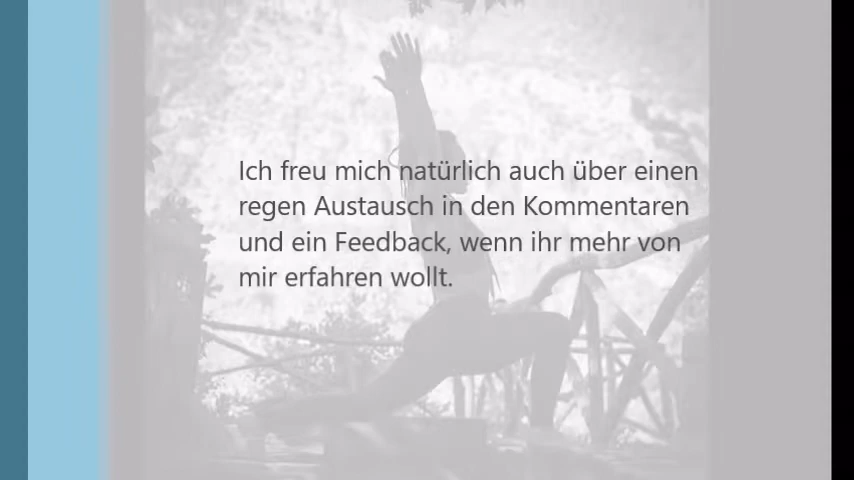 Ich freu mich natürlich auch über einen
regen Austausch in den Kommentaren
und ein Feedback, wenn ihr mehr von
mir erfahren wollt.